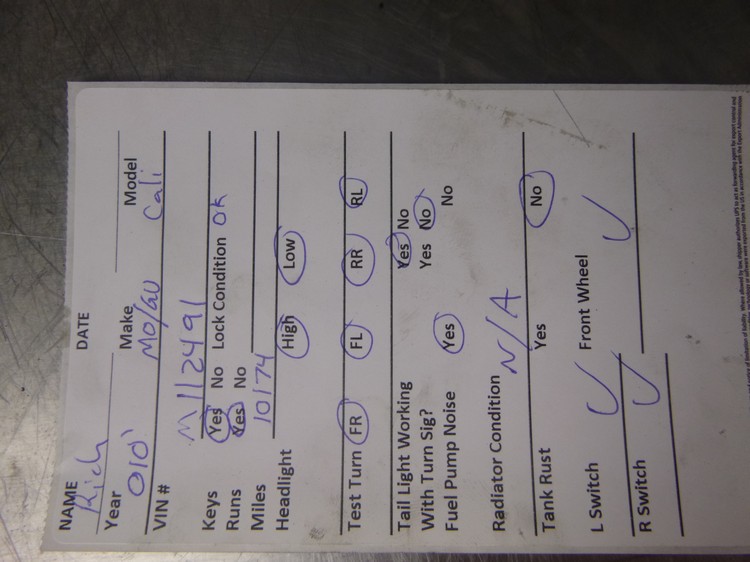 NAME DATE
Rich
Year Make Model
010' Mo/Gu Cali
VIN # M112491
Keys Yes No Lock Condition OK
Runs Yes No
Miles 10174
Headlight High Low
Test Turn FR FL RR RL
Tail Light Working Yes No
With Turn Sig? Yes No
Fuel Pump Noise Yes No
Radiator Condition N/A
Tank Rust Yes No
L Switch ✓ Front Wheel ✓
R Switch ✓